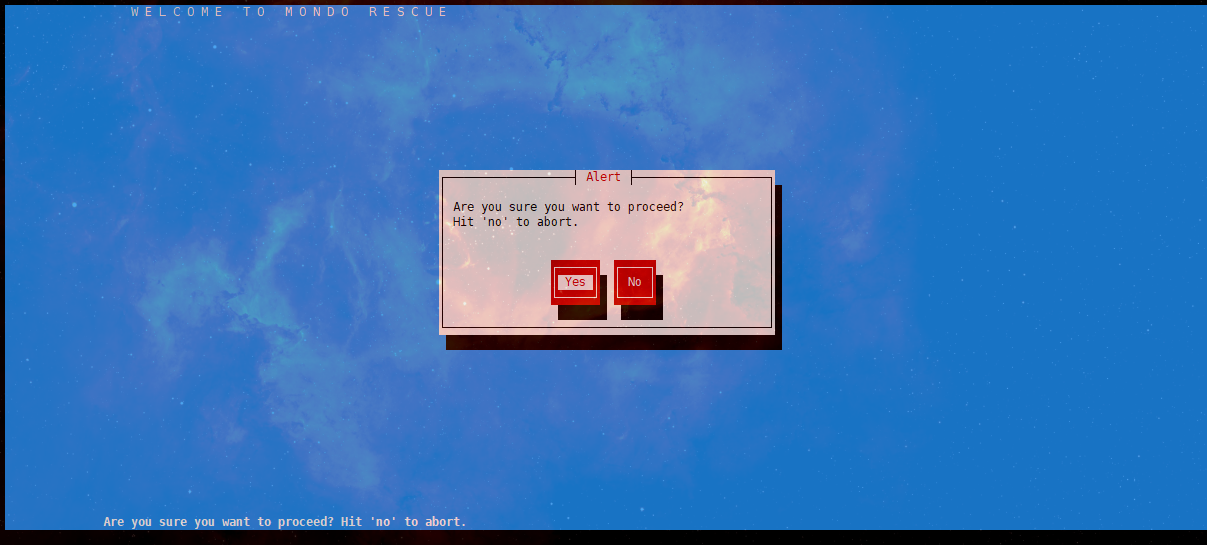 WELCOME TO MONDO RESCUE
Alert
Are you sure you want to proceed?
Hit 'no' to abort.
Yes No
Are you sure you want to proceed? Hit 'no' to abort.